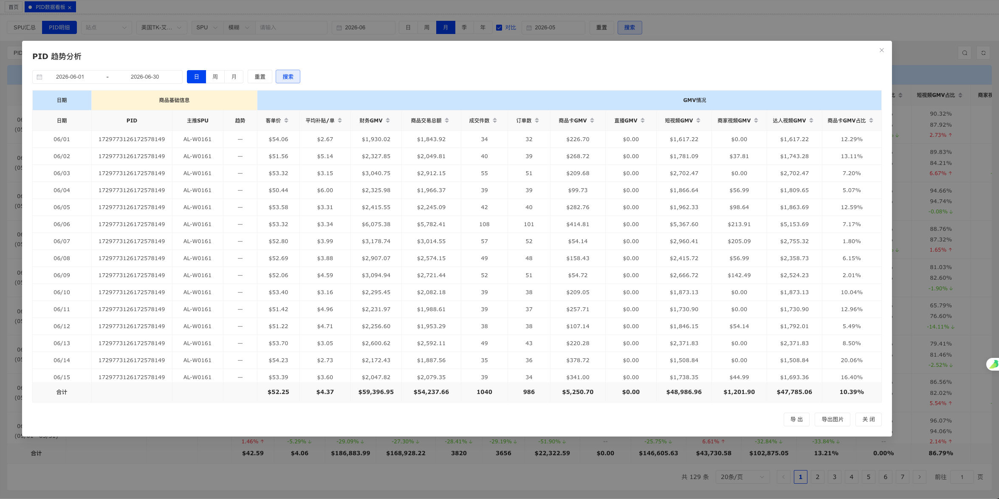 首页 PID数据看板
SPU汇总 PID明细 站点 美国TK-艾... SPU 模糊 请输入 2026-06 日 周 月 季 年 对比 2026-05 重置 搜索
PID 趋势分析
2026-06-01 - 2026-06-30 日 周 月 重置 搜索
日期 商品基础信息 GMV情况
日期 PID 主推SPU 趋势 客单价 平均补贴/单 财务GMV 商品交易总额 成交件数 订单数 商品卡GMV 直播GMV 短视频GMV 商家视频GMV 达人视频GMV 商品卡GMV占比
06/01 1729773126172578149 AL-W0161 — $54.06 $2.67 $1,930.02 $1,843.92 34 32 $226.70 $0.00 $1,617.22 $0.00 $1,617.22 12.29%
06/02 1729773126172578149 AL-W0161 — $51.56 $5.14 $2,327.85 $2,049.81 40 39 $268.72 $0.00 $1,781.09 $37.81 $1,743.28 13.11%
06/03 1729773126172578149 AL-W0161 — $53.32 $3.15 $3,040.75 $2,912.15 55 51 $209.68 $0.00 $2,702.47 $0.00 $2,702.47 7.20%
06/04 1729773126172578149 AL-W0161 — $50.44 $6.00 $2,325.98 $1,966.37 39 39 $99.73 $0.00 $1,866.64 $56.99 $1,809.65 5.07%
06/05 1729773126172578149 AL-W0161 — $53.58 $3.31 $2,415.55 $2,245.09 42 40 $282.76 $0.00 $1,962.33 $98.64 $1,863.69 12.59%
06/06 1729773126172578149 AL-W0161 — $53.32 $3.34 $6,075.38 $5,782.41 108 101 $414.81 $0.00 $5,367.60 $213.91 $5,153.69 7.17%
06/07 1729773126172578149 AL-W0161 — $52.80 $3.99 $3,178.74 $3,014.55 57 52 $54.14 $0.00 $2,960.41 $205.09 $2,755.32 1.80%
06/08 1729773126172578149 AL-W0161 — $52.69 $3.88 $2,907.07 $2,574.15 49 48 $158.43 $0.00 $2,415.72 $56.99 $2,358.73 6.15%
06/09 1729773126172578149 AL-W0161 — $52.06 $4.59 $3,094.94 $2,721.44 52 51 $54.72 $0.00 $2,666.72 $142.49 $2,524.23 2.01%
06/10 1729773126172578149 AL-W0161 — $53.40 $3.16 $2,295.45 $2,082.18 39 38 $209.05 $0.00 $1,873.13 $0.00 $1,873.13 10.04%
06/11 1729773126172578149 AL-W0161 — $51.42 $4.96 $2,231.97 $1,988.61 39 37 $257.71 $0.00 $1,730.90 $0.00 $1,730.90 12.96%
06/12 1729773126172578149 AL-W0161 — $51.22 $4.71 $2,256.60 $1,953.29 38 38 $107.14 $0.00 $1,846.15 $54.14 $1,792.01 5.49%
06/13 1729773126172578149 AL-W0161 — $53.70 $3.05 $2,600.62 $2,592.11 49 43 $220.28 $0.00 $2,371.83 $0.00 $2,371.83 8.50%
06/14 1729773126172578149 AL-W0161 — $54.23 $2.73 $2,172.43 $1,887.56 35 36 $378.72 $0.00 $1,508.84 $0.00 $1,508.84 20.06%
06/15 1729773126172578149 AL-W0161 — $53.39 $3.60 $2,047.82 $2,079.35 39 34 $341.00 $0.00 $1,738.35 $44.99 $1,693.36 16.40%
合计 $52.25 $4.37 $59,396.95 $54,237.66 1040 986 $5,250.70 $0.00 $48,986.96 $1,201.90 $47,785.06 10.39%
导 出 导出图片 关 闭
PID
短视频GMV占比
90.32%
87.92%
2.73% ↑
89.83%
84.21%
6.67% ↑
94.66%
94.74%
-0.08% ↓
88.76%
87.32%
1.65% ↑
81.03%
82.60%
-1.90% ↓
65.79%
76.60%
-14.11% ↓
79.41%
81.46%
-2.52% ↓
86.56%
82.02%
5.54% ↑
96.07%
94.06%
1.46% ↑ -5.29% ↓ -29.09% ↓ -27.30% ↓ -28.41% ↓ -29.19% ↓ -51.90% ↓ -- -25.75% ↓ 6.61% ↑ -32.84% ↓ -33.84% ↓ -- 2.14% ↑
合计 $42.59 $4.06 $186,883.99 $168,928.22 3820 3656 $22,322.59 $0.00 $146,605.63 $43,730.58 $102,875.05 13.21% 0.00% 86.79%
共 129 条 20条/页 1 2 3 4 5 6 7 前往 1 页